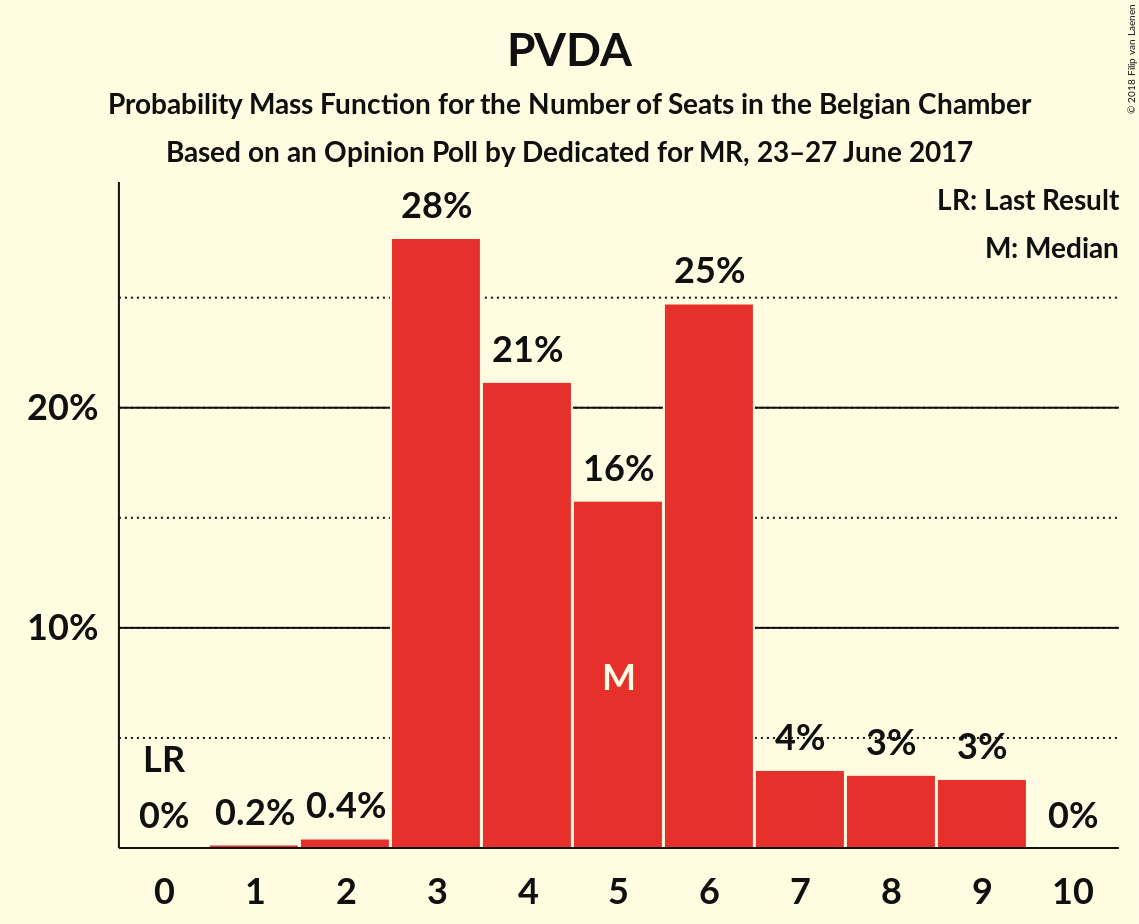 PVDA
Probability Mass Function for the Number of Seats in the Belgian Chamber
Based on an Opinion Poll by Dedicated for MR, 23–27 June 2017
© 2018 Filip van Laenen
LR: Last Result
M: Median
28%
25%
21%
20%
16%
10%
M
4%
3%
3%
LR
0%
0.2%
0.4%
0%
0 1 2 3 4 5 6 7 8 9 10